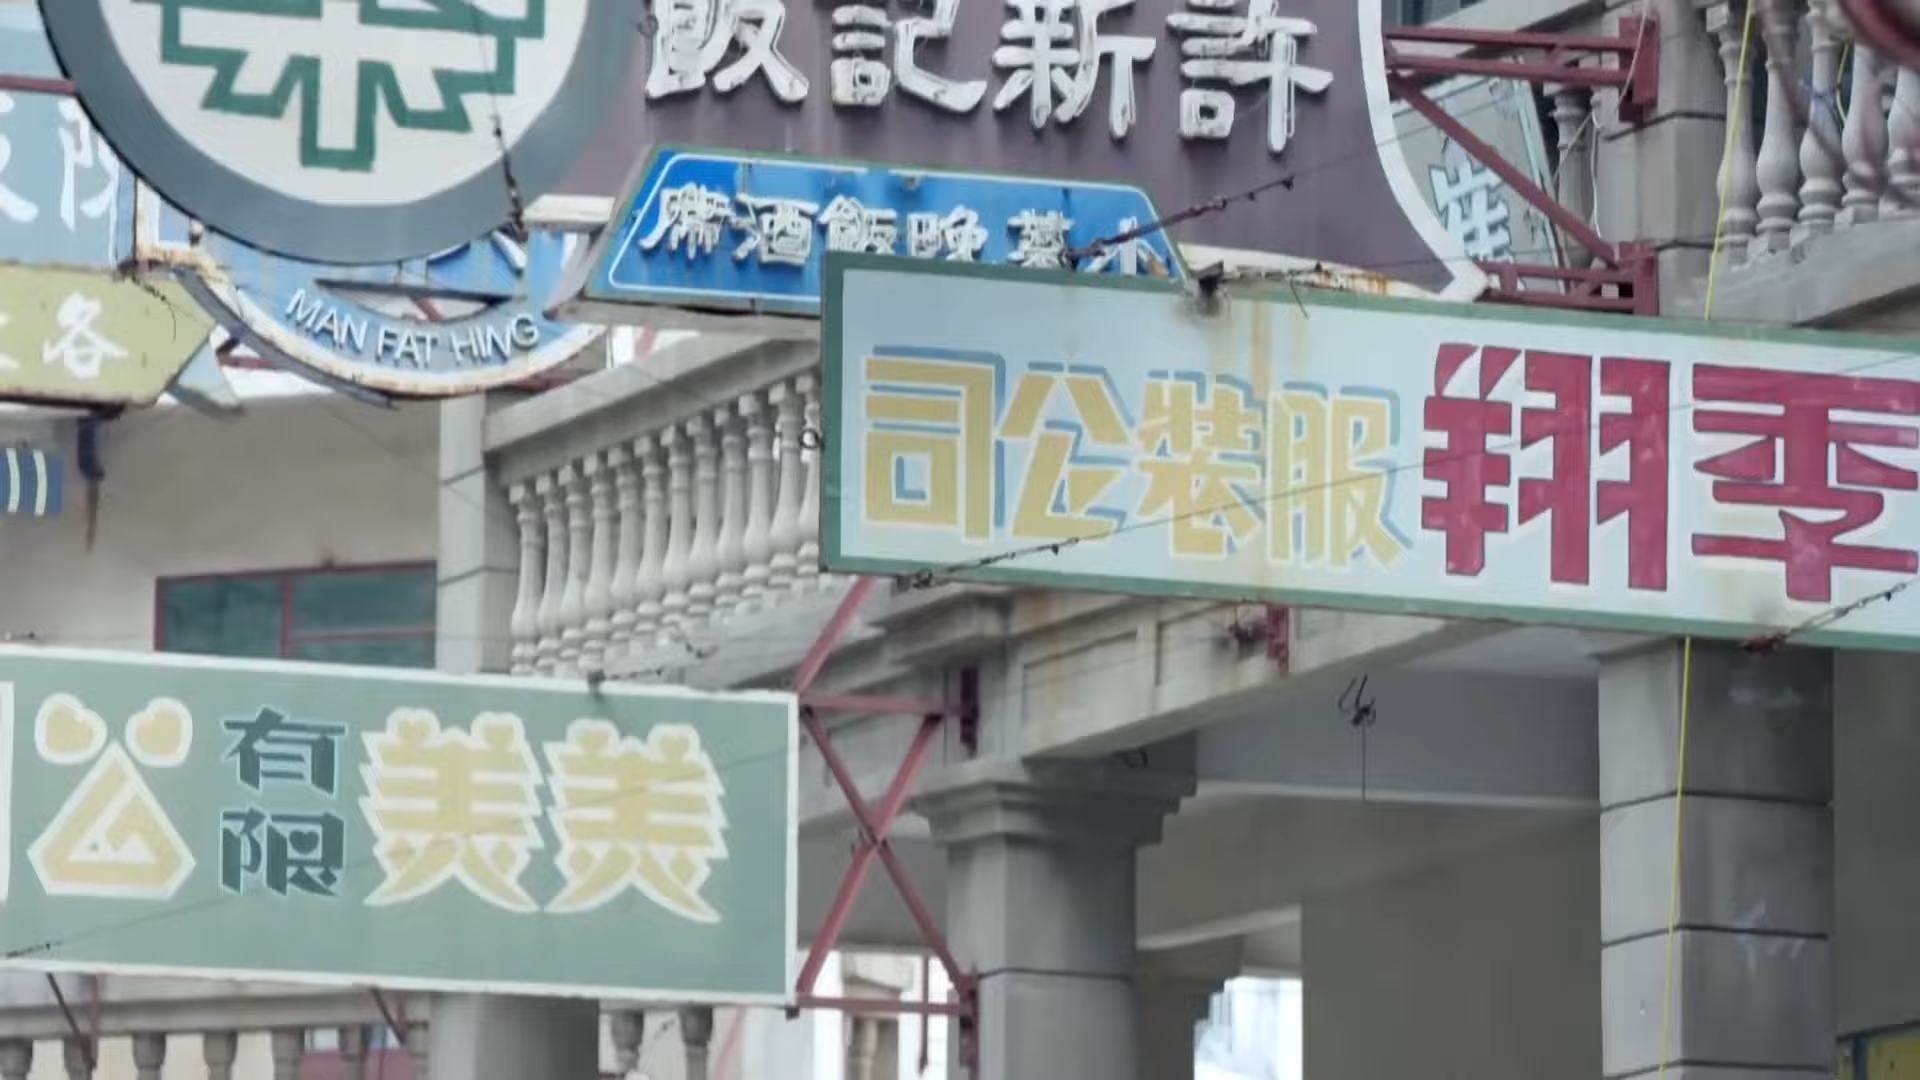 許新記飯
小菜 晚飯酒
MAN FAT HING
各
季翔服裝公司
美美有限公